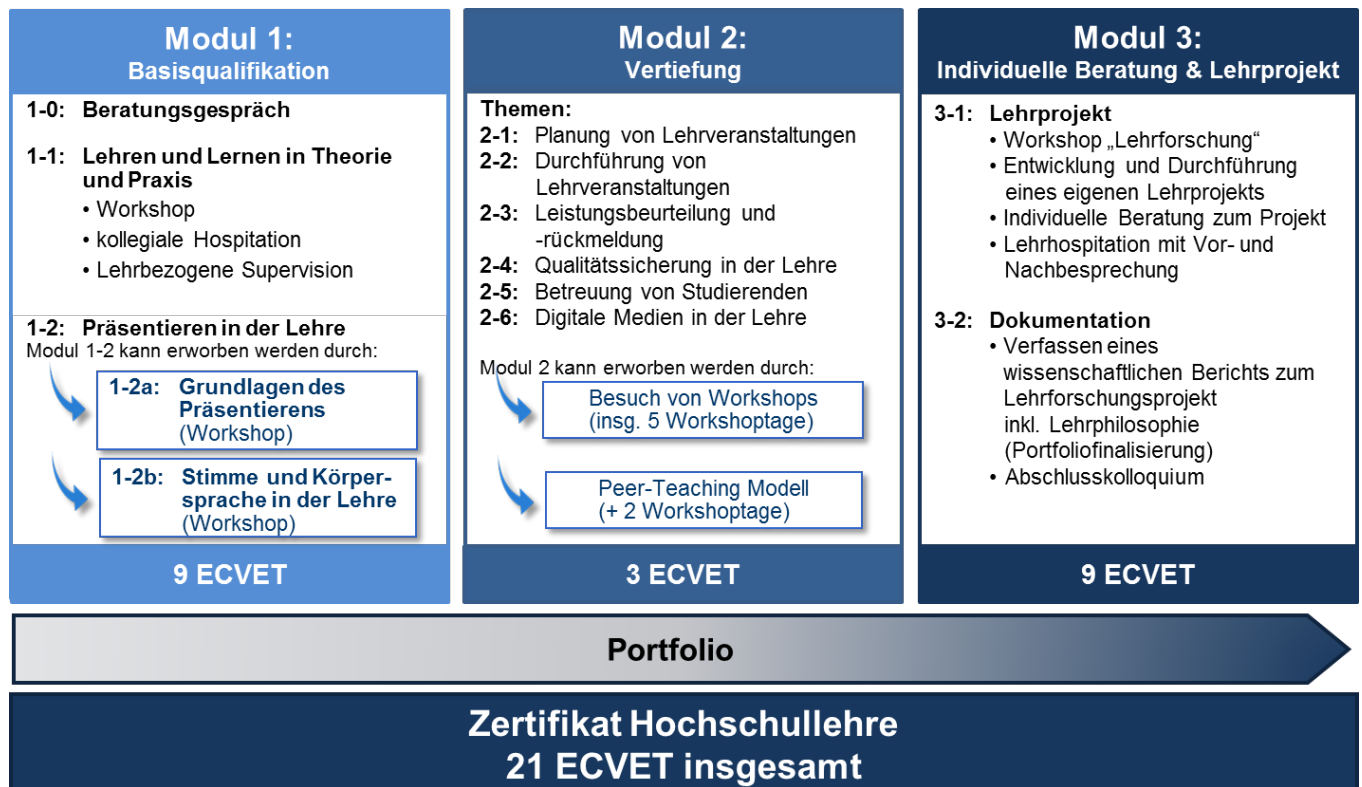 Modul 1:
Basisqualifikation
1-0: Beratungsgespräch
1-1: Lehren und Lernen in Theorie
und Praxis
• Workshop
• kollegiale Hospitation
• Lehrbezogene Supervision
1-2: Präsentieren in der Lehre
Modul 1-2 kann erworben werden durch:
1-2a: Grundlagen des
Präsentierens
(Workshop)
1-2b: Stimme und Körper-
sprache in der Lehre
(Workshop)
9 ECVET
Modul 2:
Vertiefung
Themen:
2-1: Planung von Lehrveranstaltungen
2-2: Durchführung von
Lehrveranstaltungen
2-3: Leistungsbeurteilung und
-rückmeldung
2-4: Qualitätssicherung in der Lehre
2-5: Betreuung von Studierenden
2-6: Digitale Medien in der Lehre
Modul 2 kann erworben werden durch:
Besuch von Workshops
(insg. 5 Workshoptage)
Peer-Teaching Modell
(+ 2 Workshoptage)
3 ECVET
Modul 3:
Individuelle Beratung & Lehrprojekt
3-1: Lehrprojekt
• Workshop „Lehrforschung“
• Entwicklung und Durchführung
eines eigenen Lehrprojekts
• Individuelle Beratung zum Projekt
• Lehrhospitation mit Vor- und
Nachbesprechung
3-2: Dokumentation
• Verfassen eines
wissenschaftlichen Berichts zum
Lehrforschungsprojekt
inkl. Lehrphilosophie
(Portfoliofinalisierung)
• Abschlusskolloquium
9 ECVET
Portfolio
Zertifikat Hochschullehre
21 ECVET insgesamt